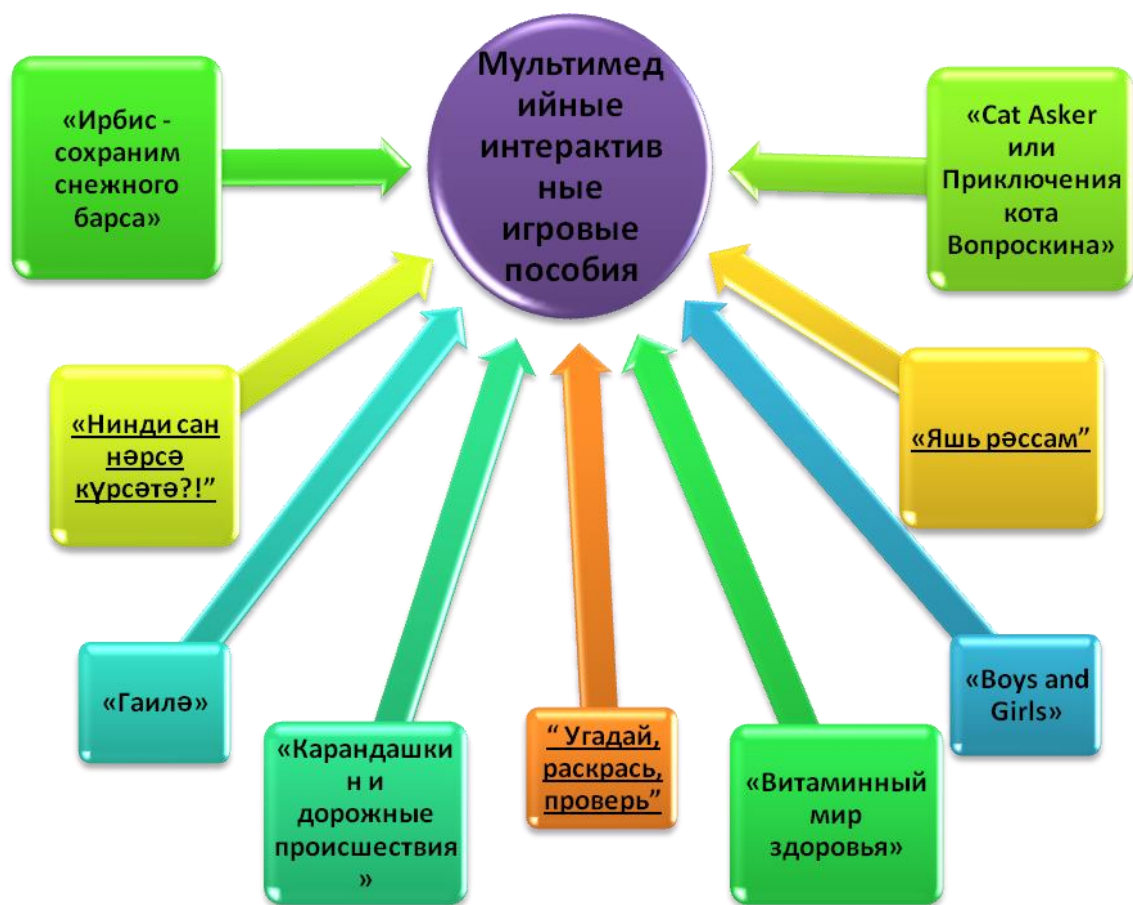 Мультимед
ийные
интерактив
ные
игровые
пособия
«Ирбис -
сохраним
снежного
барса»
«Cat Asker
или
Приключения
кота
Вопроскина»
«Нинди сан
нәрсә
күрсәтә?!”
«Яшь рәссам”
«Гаилә»
«Boys and
Girls»
«Карандашки
н и
дорожные
происшествия
»
“ Угадай,
раскрась,
проверь”
«Витаминный
мир
здоровья»